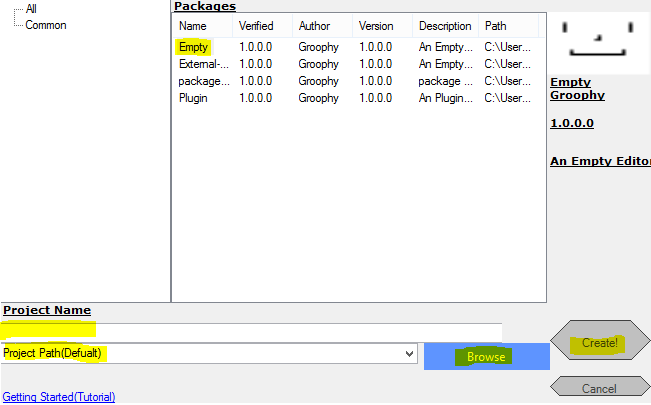 All
Common
Packages
Name Verified Author Version Description Path
Empty 1.0.0.0 Groophy 1.0.0.0 An Empty... C:\User...
External-... 1.0.0.0 Groophy 1.0.0.0 An Empty... C:\User...
package... 1.0.0.0 Groophy 1.0.0.0 package ... C:\User...
Plugin 1.0.0.0 Groophy 1.0.0.0 An Plugin... C:\User...
Empty
Groophy
1.0.0.0
An Empty Edito
Project Name
Project Path(Defualt)
Browse
Create!
Cancel
Getting Started(Tutorial)